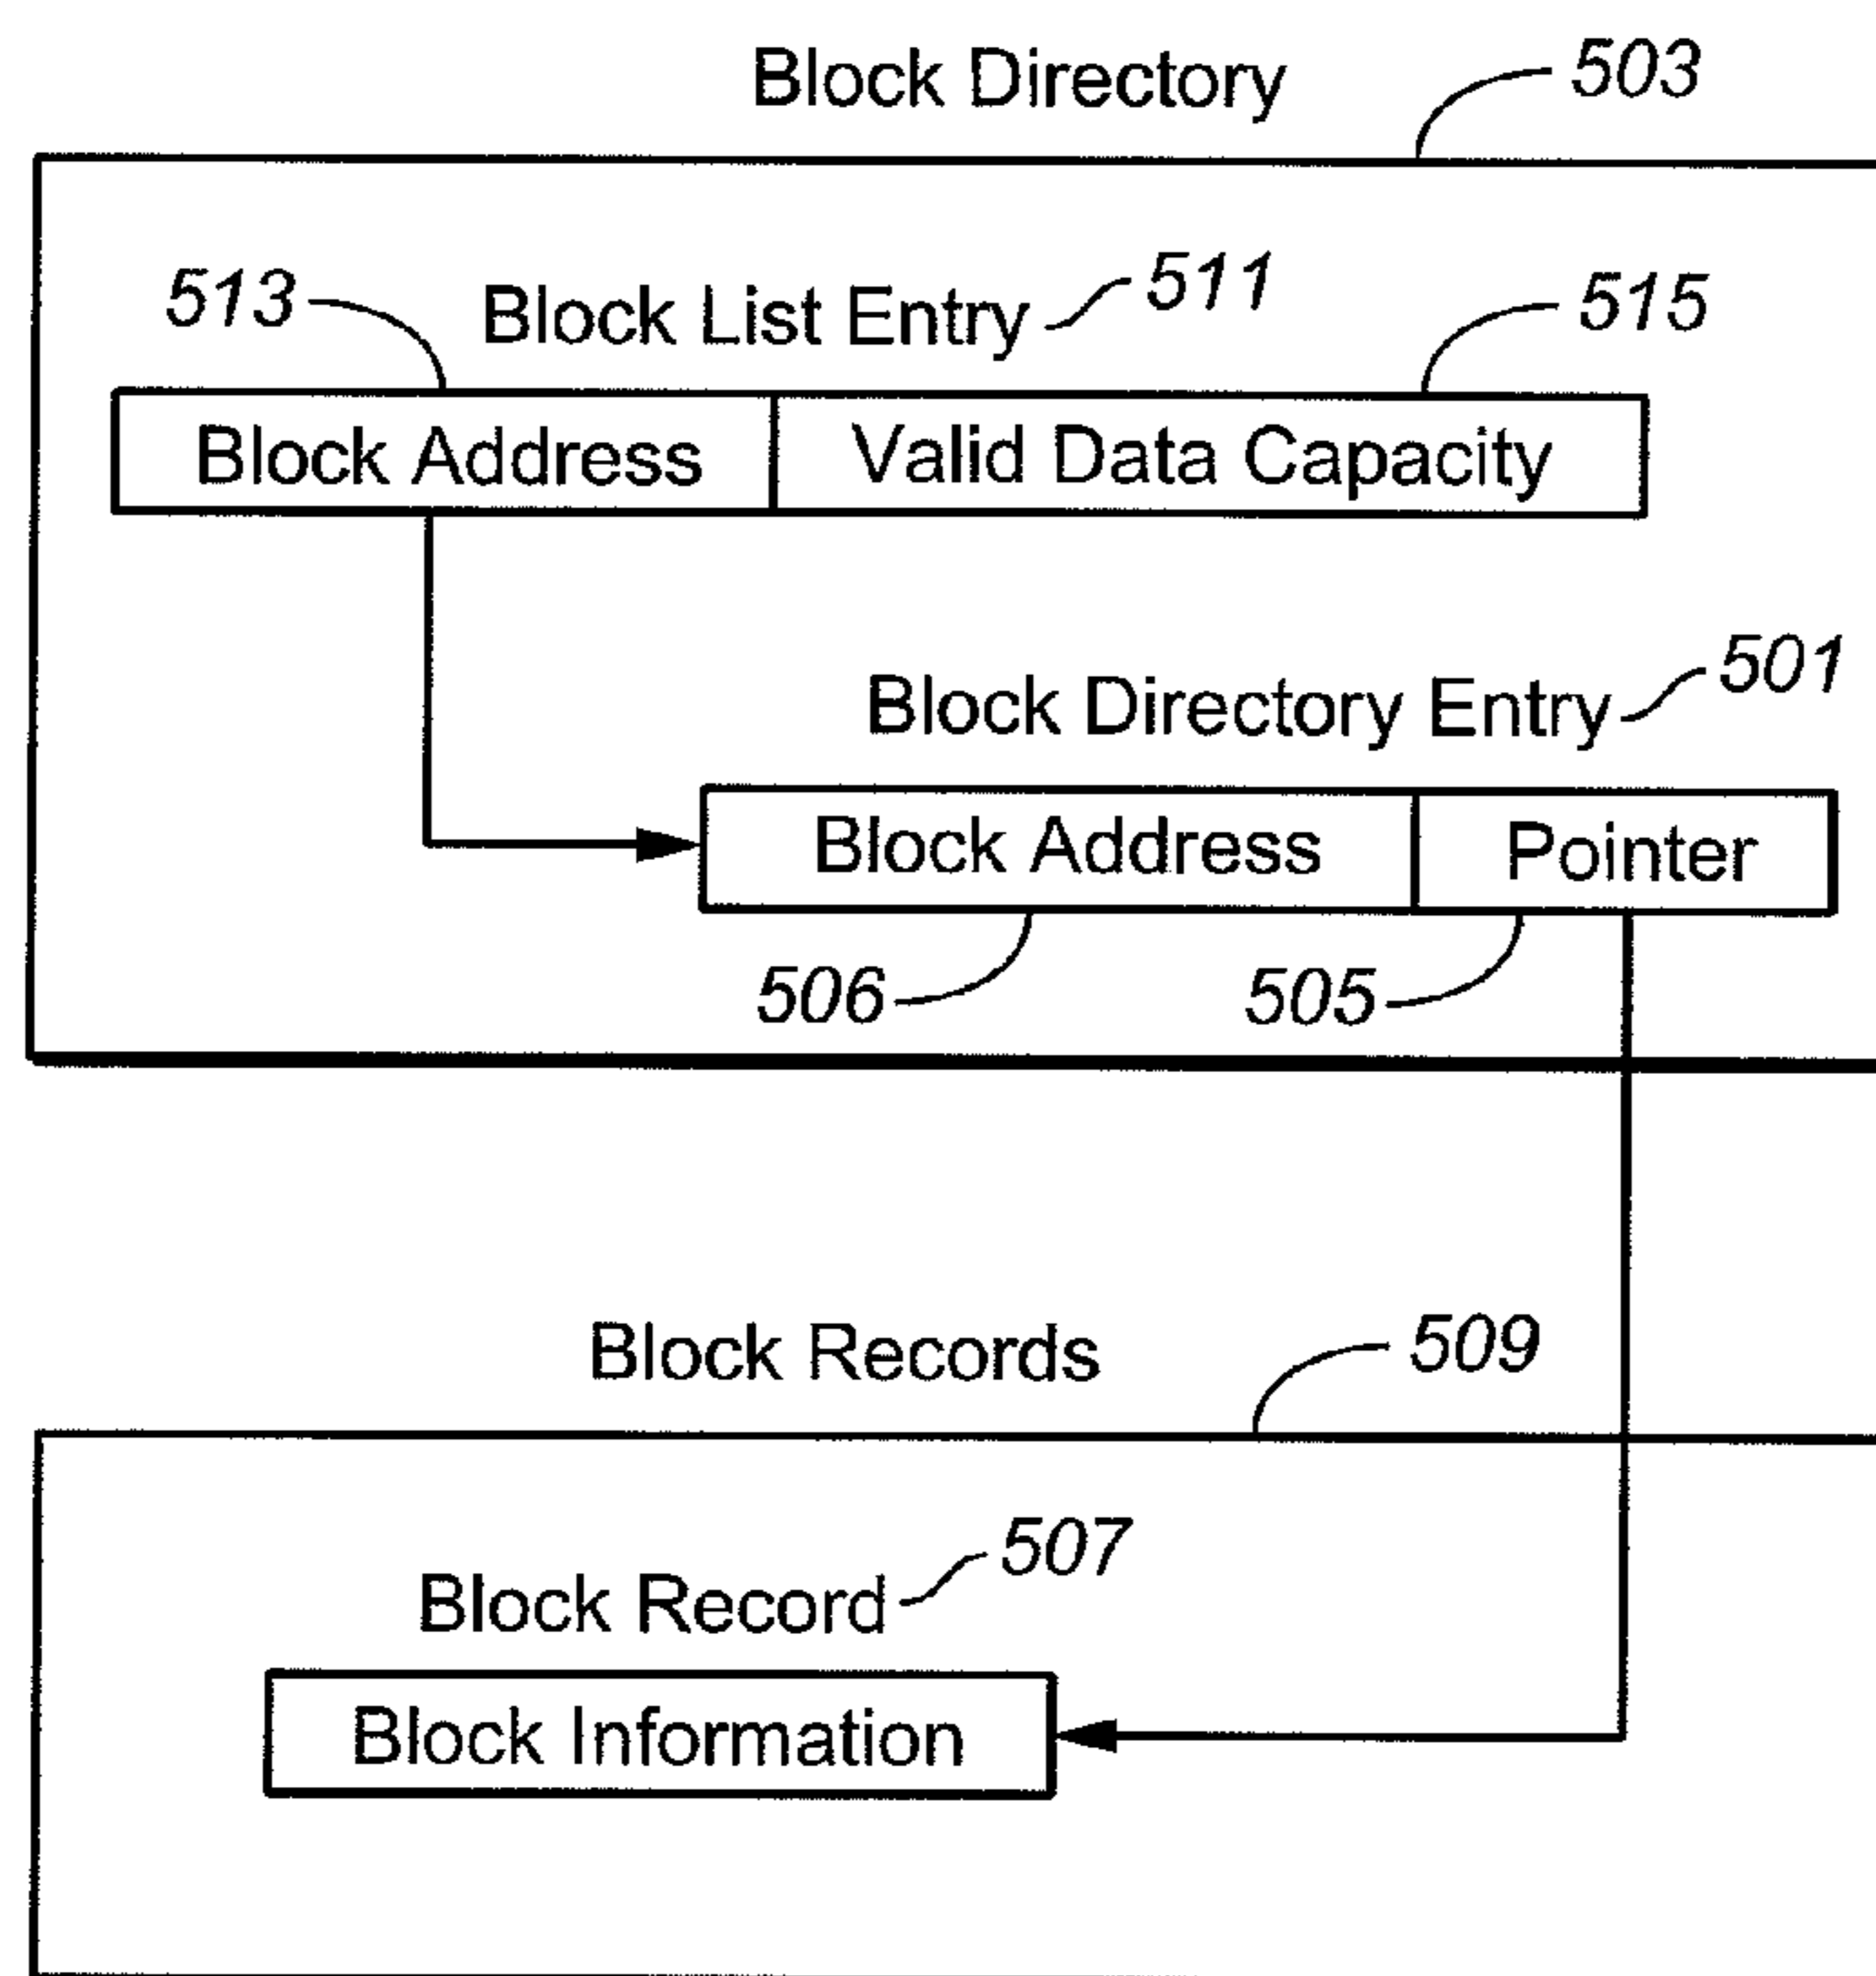 Block Directory 503
513 Block List Entry 511 515
Block Address Valid Data Capacity
Block Directory Entry 501
Block Address Pointer
506 505
Block Records 509
Block Record 507
Block Information